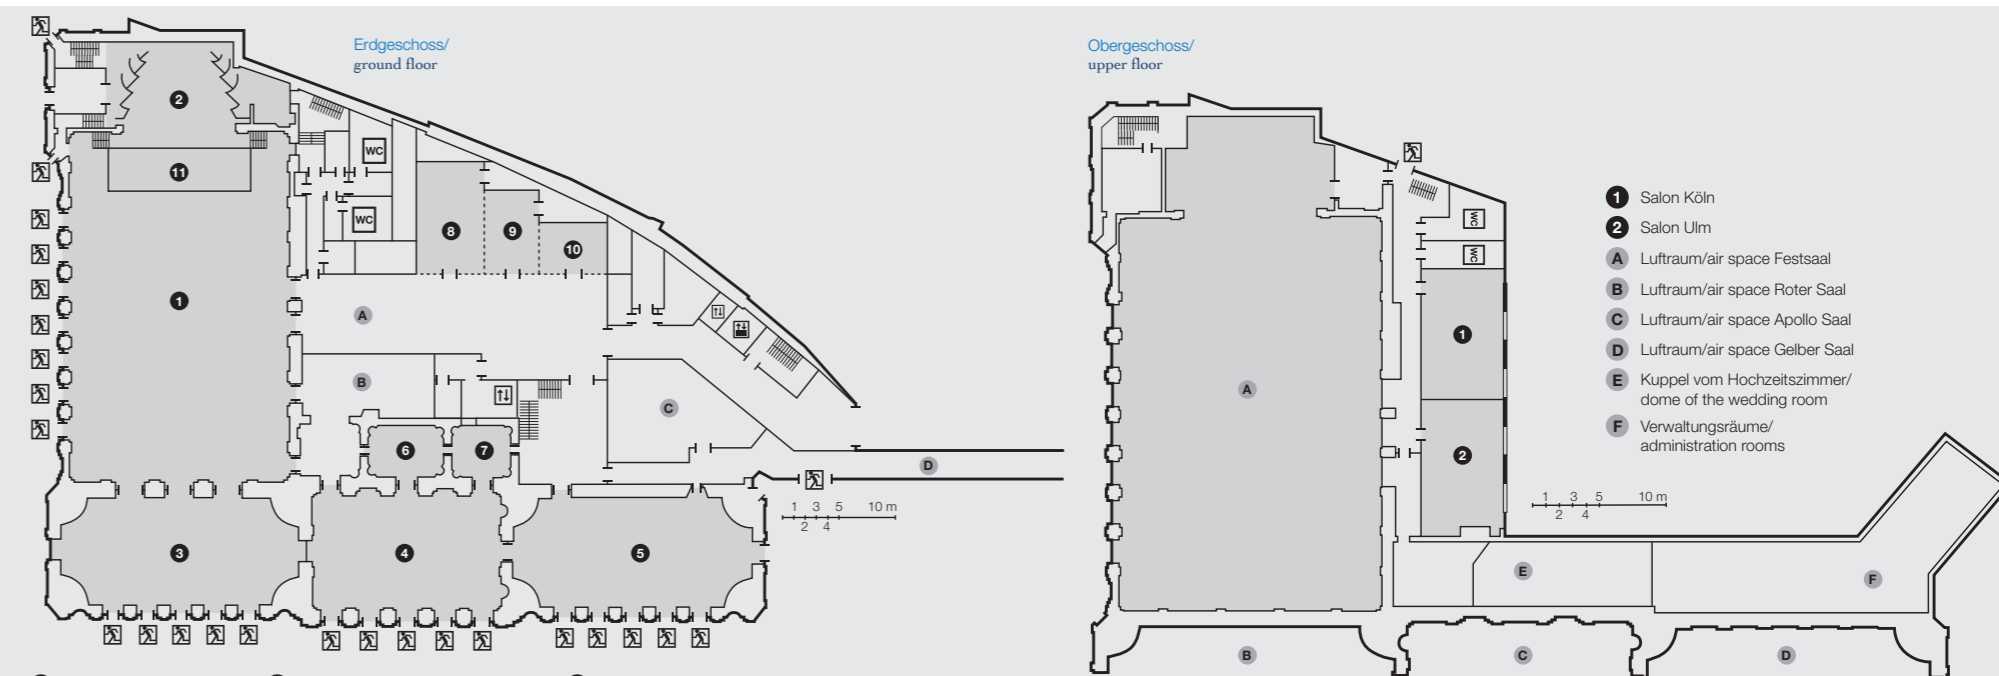 Erdgeschoss/
ground floor
2
11
WC
WC
8
9
10
1
A
B
C
6
7
D
3
4
5
1 3 5 10 m
2 4
Obergeschoss/
upper floor
WC
WC
1
A
2
1 3 5 10 m
2 4
E
F
B
C
D
1 Salon Köln
2 Salon Ulm
A Luftraum/air space Festsaal
B Luftraum/air space Roter Saal
C Luftraum/air space Apollo Saal
D Luftraum/air space Gelber Saal
E Kuppel vom Hochzeitszimmer/
dome of the wedding room
F Verwaltungsräume/
administration rooms